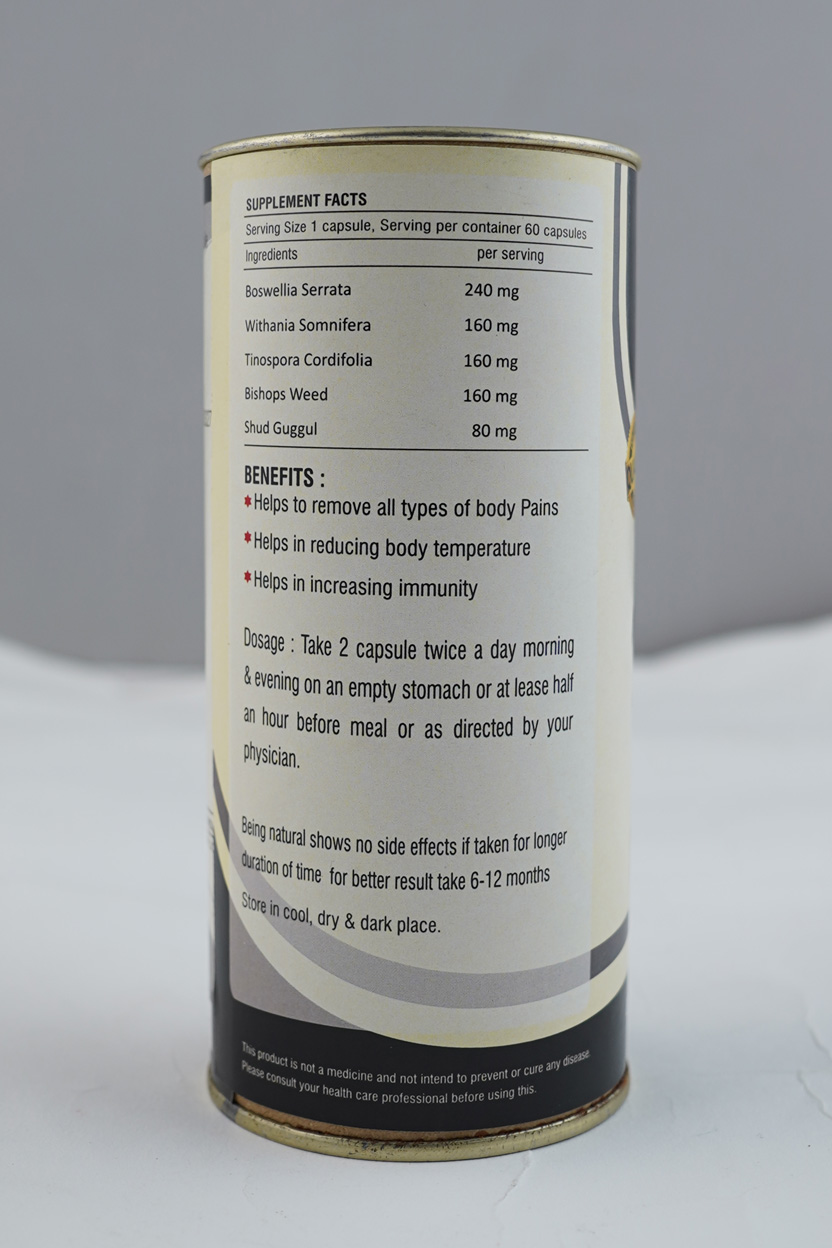 SUPPLEMENT FACTS
Serving Size 1 capsule, Serving per container 60 capsules
Ingredients per serving
Boswellia Serrata 240 mg
Withania Somnifera 160 mg
Tinospora Cordifolia 160 mg
Bishops Weed 160 mg
Shud Guggul 80 mg
BENEFITS :
*Helps to remove all types of body Pains
*Helps in reducing body temperature
*Helps in increasing immunity
Dosage : Take 2 capsule twice a day morning
& evening on an empty stomach or at lease half
an hour before meal or as directed by your
physician.
Being natural shows no side effects if taken for longer
duration of time for better result take 6-12 months
Store in cool, dry & dark place.
This product is not a medicine and not intend to prevent or cure any disease.
Please consult your health care professional before using this.